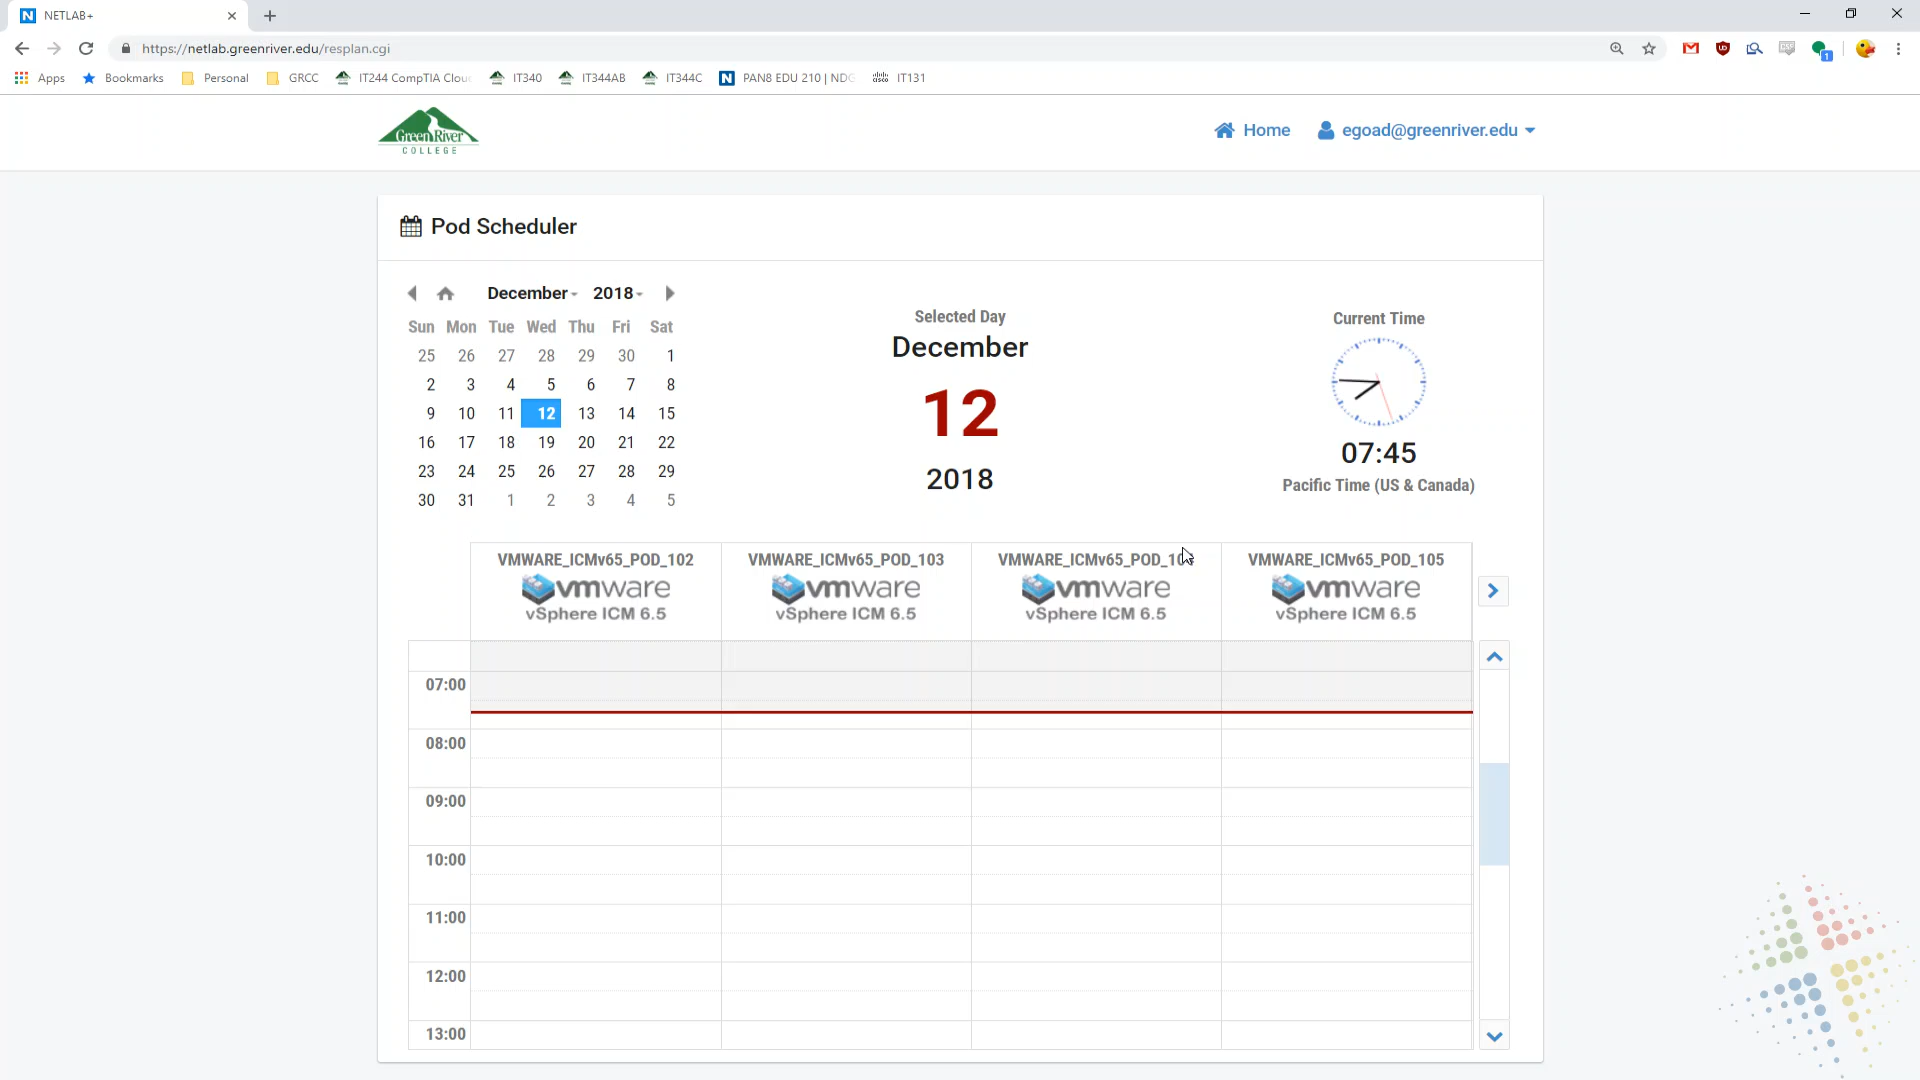 NETLAB+
https://netlab.greenriver.edu/resplan.cgi
1
Apps Bookmarks Personal GRCC IT244 CompTIA Clou IT340 IT344AB IT344C PAN8 EDU 210 | NDG IT131
Green River
COLLEGE
Home egoad@greenriver.edu
Pod Scheduler
December 2018
Sun Mon Tue Wed Thu Fri Sat
25 26 27 28 29 30 1
2 3 4 5 6 7 8
9 10 11 12 13 14 15
16 17 18 19 20 21 22
23 24 25 26 27 28 29
30 31 1 2 3 4 5
Selected Day
December
12
2018
Current Time
07:45
Pacific Time (US & Canada)
VMWARE_ICMv65_POD_102 VMWARE_ICMv65_POD_103 VMWARE_ICMv65_POD_10 VMWARE_ICMv65_POD_105
vmware vmware vmware vmware
vSphere ICM 6.5 vSphere ICM 6.5 vSphere ICM 6.5 vSphere ICM 6.5
07:00
08:00
09:00
10:00
11:00
12:00
13:00